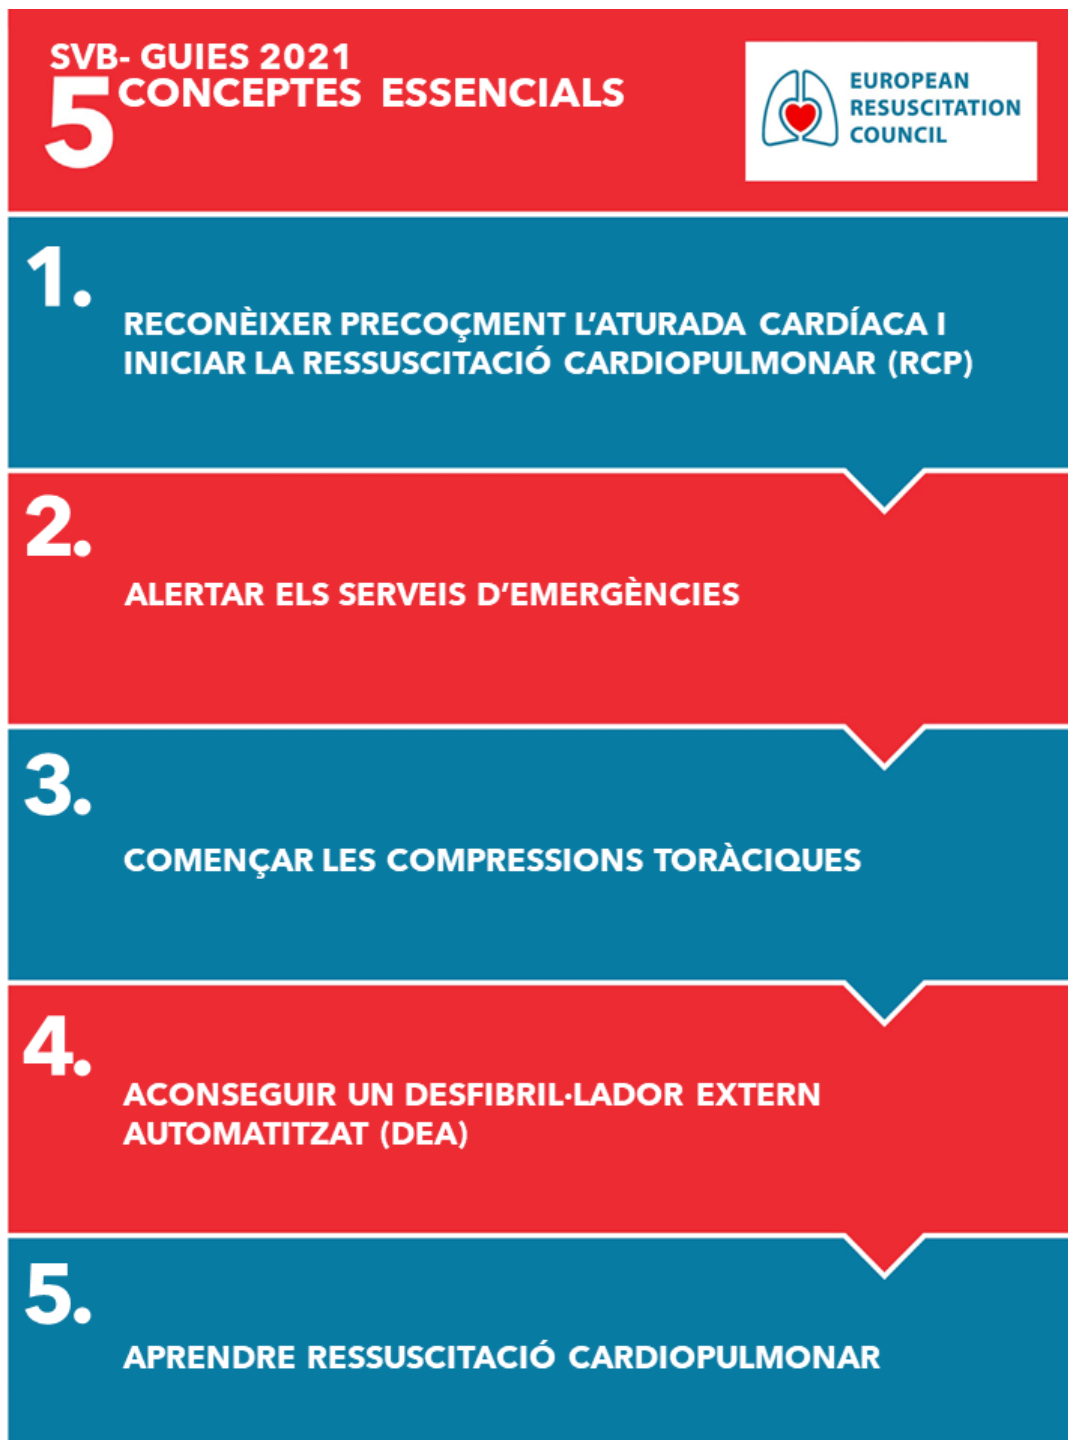 SVB- GUIES 2021
5 CONCEPTES ESSENCIALS
EUROPEAN
RESUSCITATION
COUNCIL
1.
RECONÈIXER PRECOÇMENT L’ATURADA CARDÍACA I
INICIAR LA RESSUSCITACIÓ CARDIOPULMONAR (RCP)
2.
ALERTAR ELS SERVEIS D’EMERGÈNCIES
3.
COMENÇAR LES COMPRESSIONS TORÀCIQUES
4.
ACONSEGUIR UN DESFIBRIL·LADOR EXTERN
AUTOMATITZAT (DEA)
5.
APRENDRE RESSUSCITACIÓ CARDIOPULMONAR